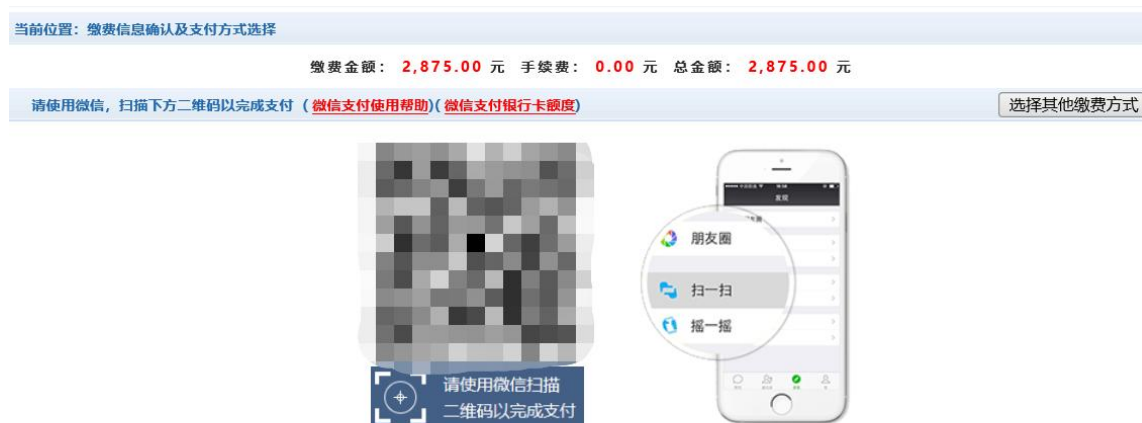 当前位置：缴费信息确认及支付方式选择
缴费金额： 2,875.00 元 手续费： 0.00 元 总金额： 2,875.00 元
请使用微信，扫描下方二维码以完成支付 （ 微信支付使用帮助)( 微信支付银行卡额度)
选择其他缴费方式
发现
朋友圈
扫一扫
摇一摇
请使用微信扫描
二维码以完成支付